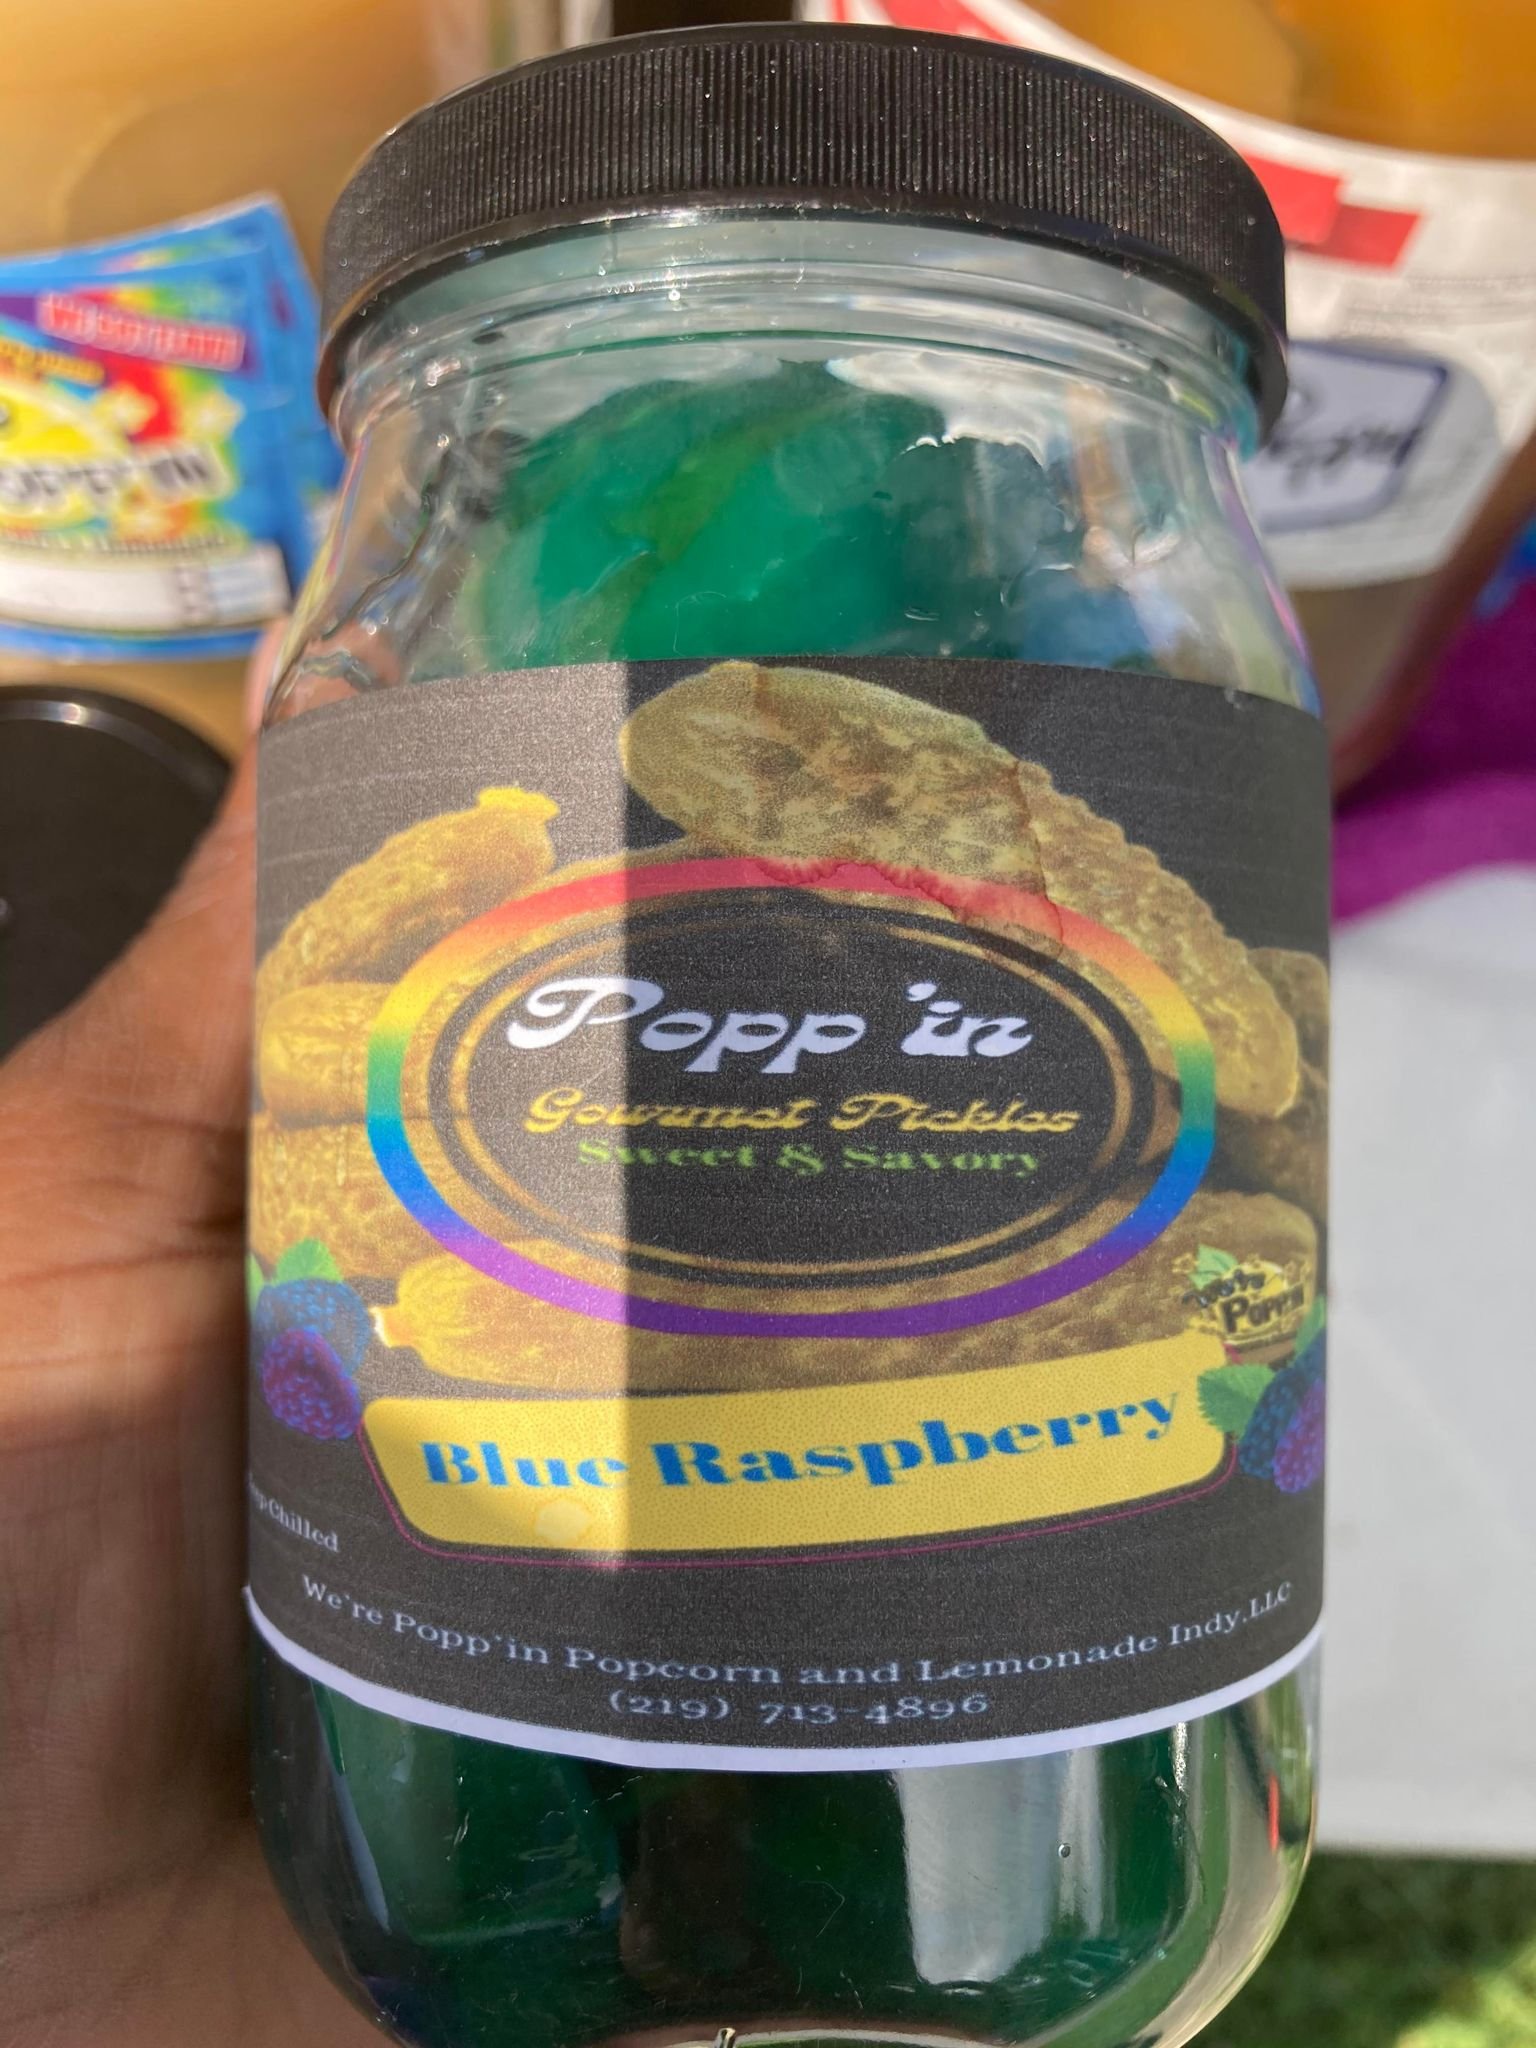 Popp'in
Gourmet Pickles
Sweet & Savory
Poppin
Blue Raspberry
Chilled
We're Popp'in Popcorn and Lemonade Indy.LLC
(219) 713-4896